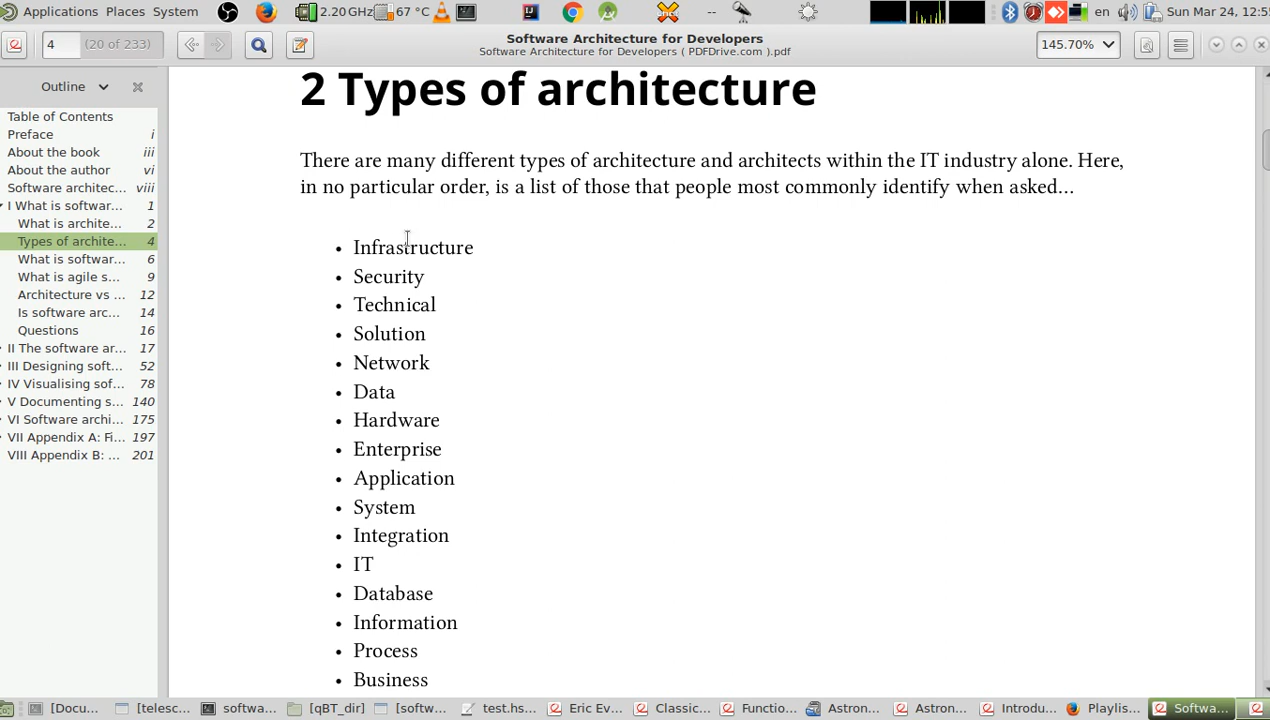 Applications Places System 2.20 GHz 67 °C -- en Sun Mar 24, 12:5
4 (20 of 233) Software Architecture for Developers 145.70%
Software Architecture for Developers ( PDFDrive.com ).pdf
Outline
Table of Contents
Preface i
About the book iii
About the author vi
Software architec... viii
I What is softwar... 1
What is archite... 2
Types of archite... 4
What is softwar... 6
What is agile s... 9
Architecture vs ... 12
Is software arc... 14
Questions 16
II The software ar... 17
III Designing soft... 52
IV Visualising sof... 78
V Documenting s... 140
VI Software archi... 175
VII Appendix A: Fi... 197
VIII Appendix B: ... 201
2 Types of architecture
There are many different types of architecture and architects within the IT industry alone. Here,
in no particular order, is a list of those that people most commonly identify when asked...
• Infrastructure
• Security
• Technical
• Solution
• Network
• Data
• Hardware
• Enterprise
• Application
• System
• Integration
• IT
• Database
• Information
• Process
• Business
[Docu... [telesc... softwa... [qBT_dir] [softw... test.hs... Eric Ev... Classic... Functio... Astron... Astron... Introdu... Playlis... Softwa...